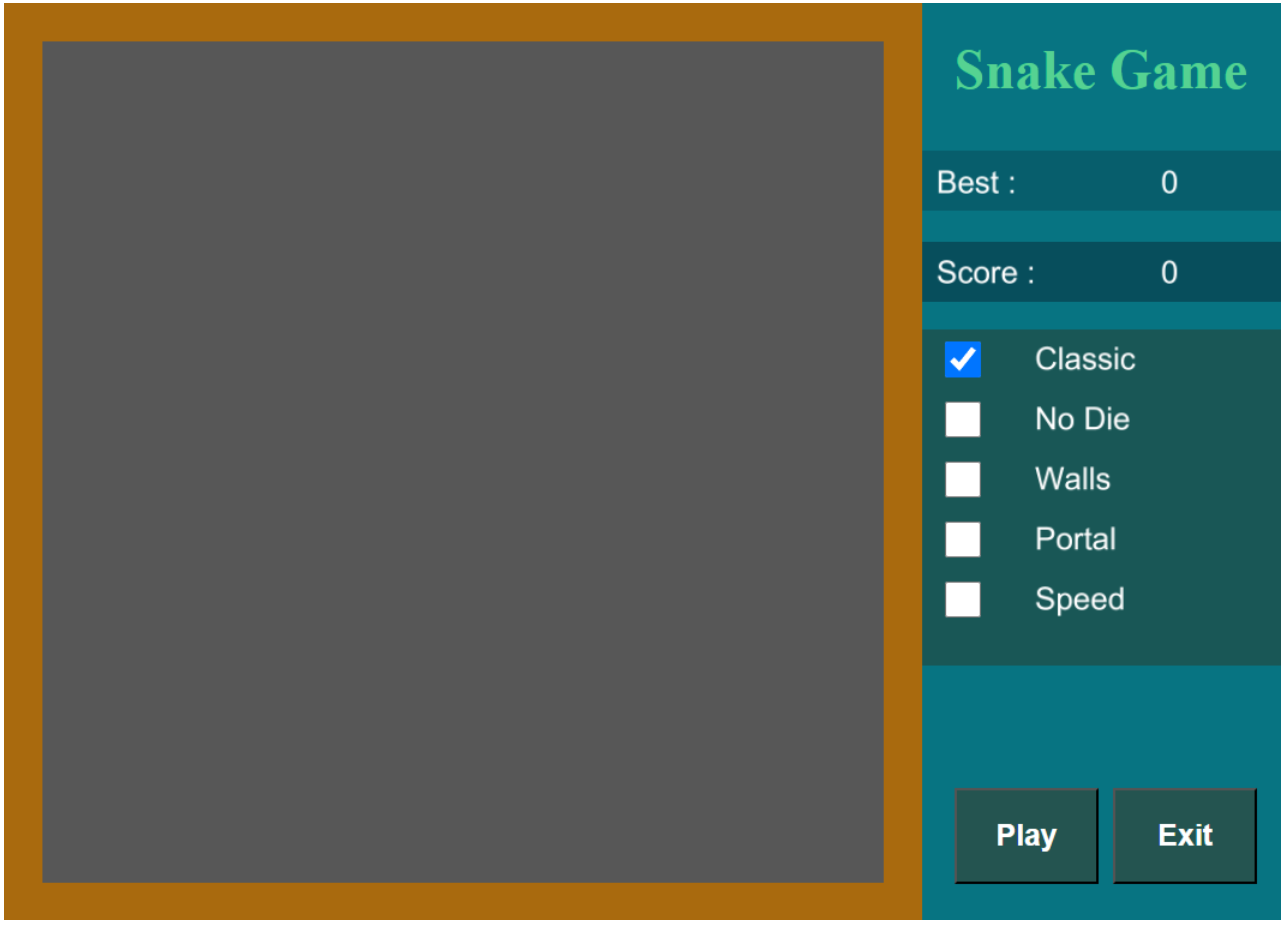 Snake Game
Best : 0
Score : 0
Classic
No Die
Walls
Portal
Speed
Play Exit